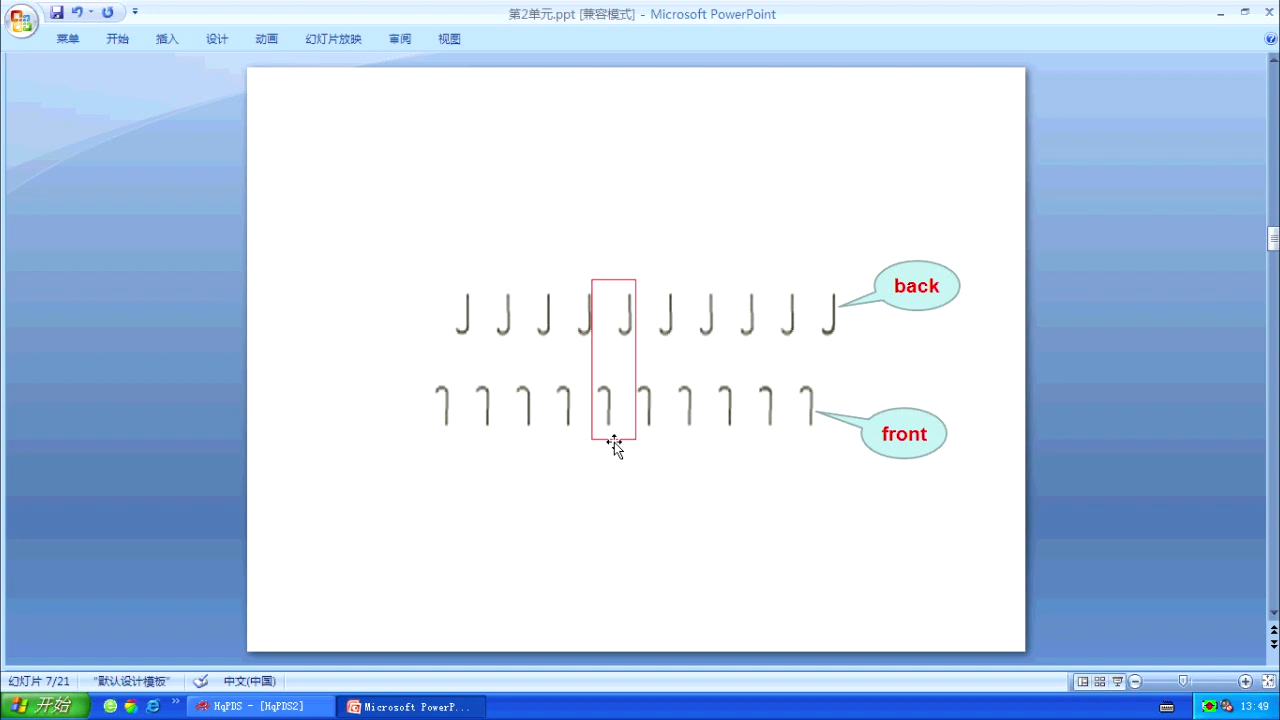 第2单元.ppt [兼容模式] - Microsoft PowerPoint
菜单 开始 插入 设计 动画 幻灯片放映 审阅 视图
back
front
幻灯片 7/21 "默认设计模板" 中文(中国)
开始 HqPDS - [HqPDS2] Microsoft PowerP... 13:49